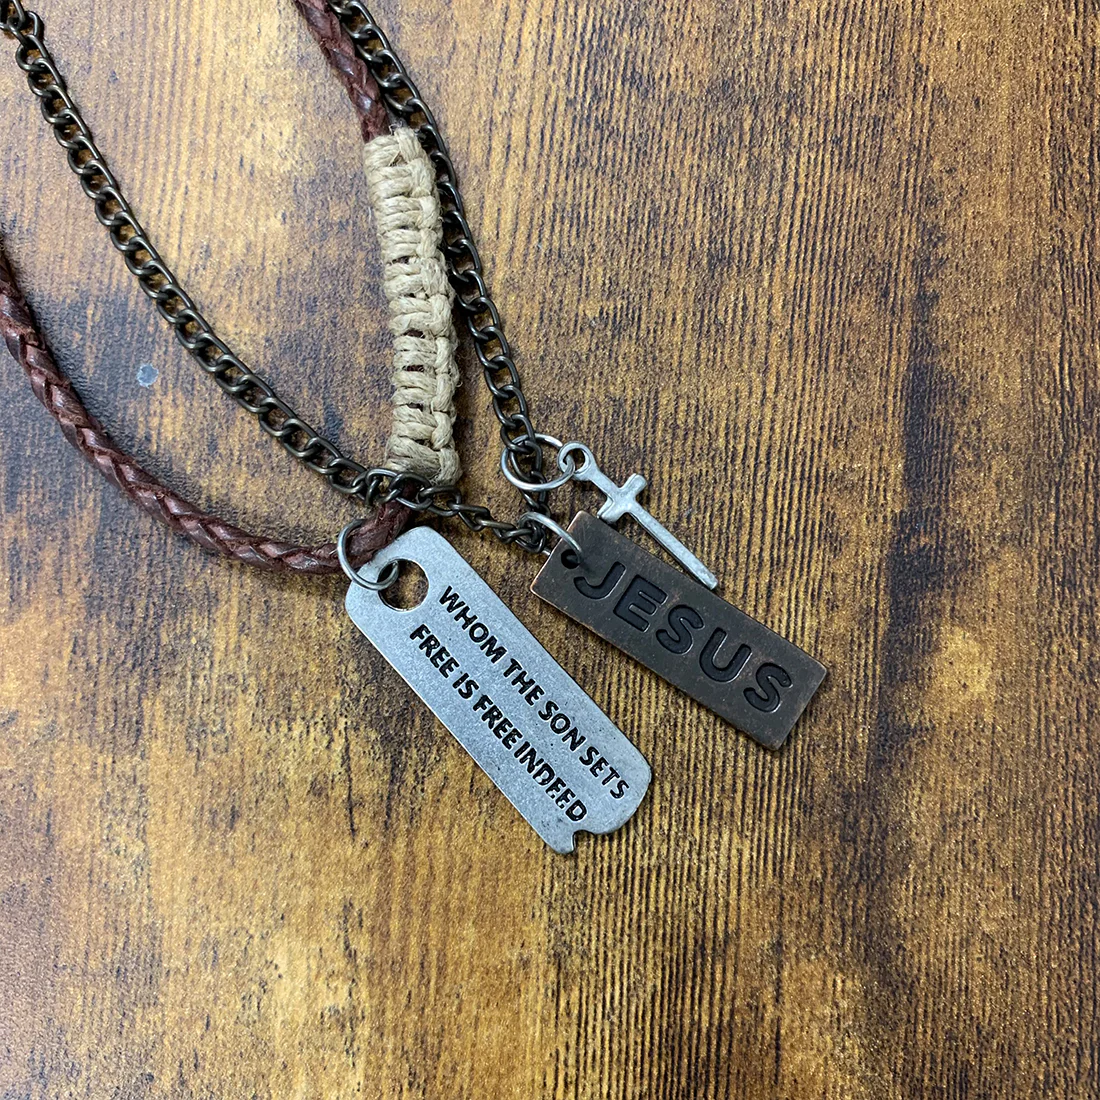 WHOM THE SON SETS
FREE IS FREE INDEED
JESUS